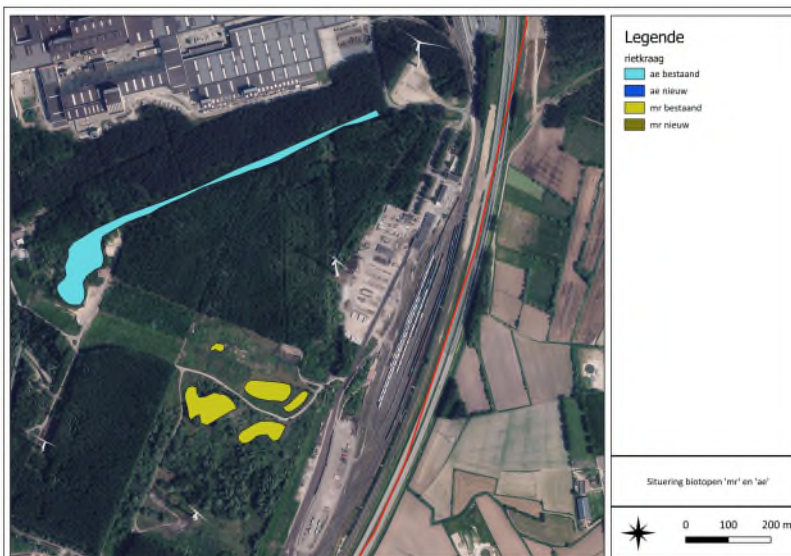 Legende
rietkraag
ae bestaand
ae nieuw
mr bestaand
mr nieuw
Situering biotopen 'mr' en 'ae'
0 100 200 m